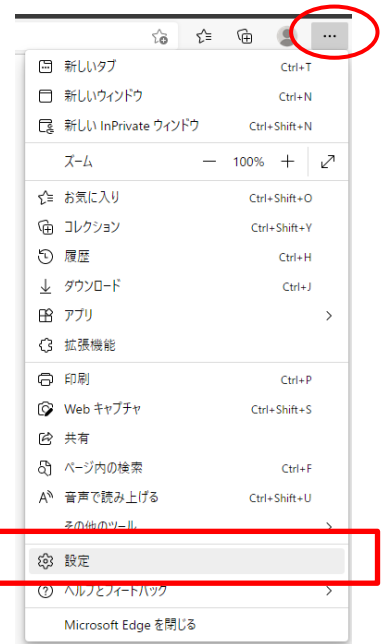 新しいタブ Ctrl+T
新しいウィンドウ Ctrl+N
新しい InPrivate ウィンドウ Ctrl+Shift+N
ズーム — 100% +
お気に入り Ctrl+Shift+O
コレクション Ctrl+Shift+Y
履歴 Ctrl+H
ダウンロード Ctrl+J
アプリ
拡張機能
印刷 Ctrl+P
Web キャプチャ Ctrl+Shift+S
共有
ページ内の検索 Ctrl+F
音声で読み上げる Ctrl+Shift+U
その他のツール
設定
ヘルプとフィードバック
Microsoft Edge を閉じる